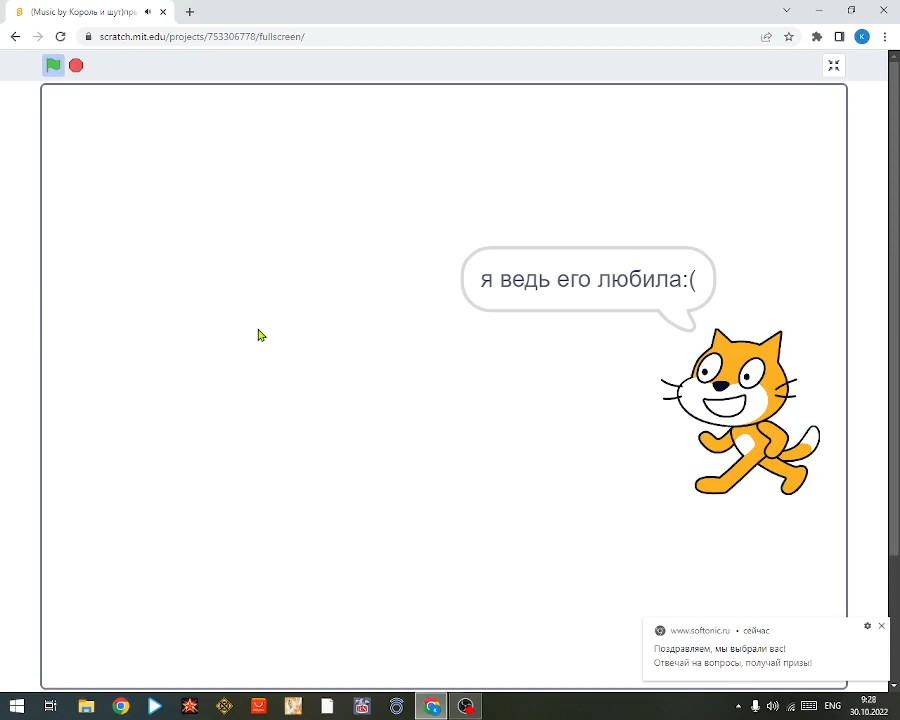 (Music by Король и шут)пры
scratch.mit.edu/projects/753306778/fullscreen/
K
я ведь его любила:(
www.softonic.ru • сейчас
Поздравляем, мы выбрали вас!
Отвечай на вопросы, получай призы!
ENG
9:28
30.10.2022